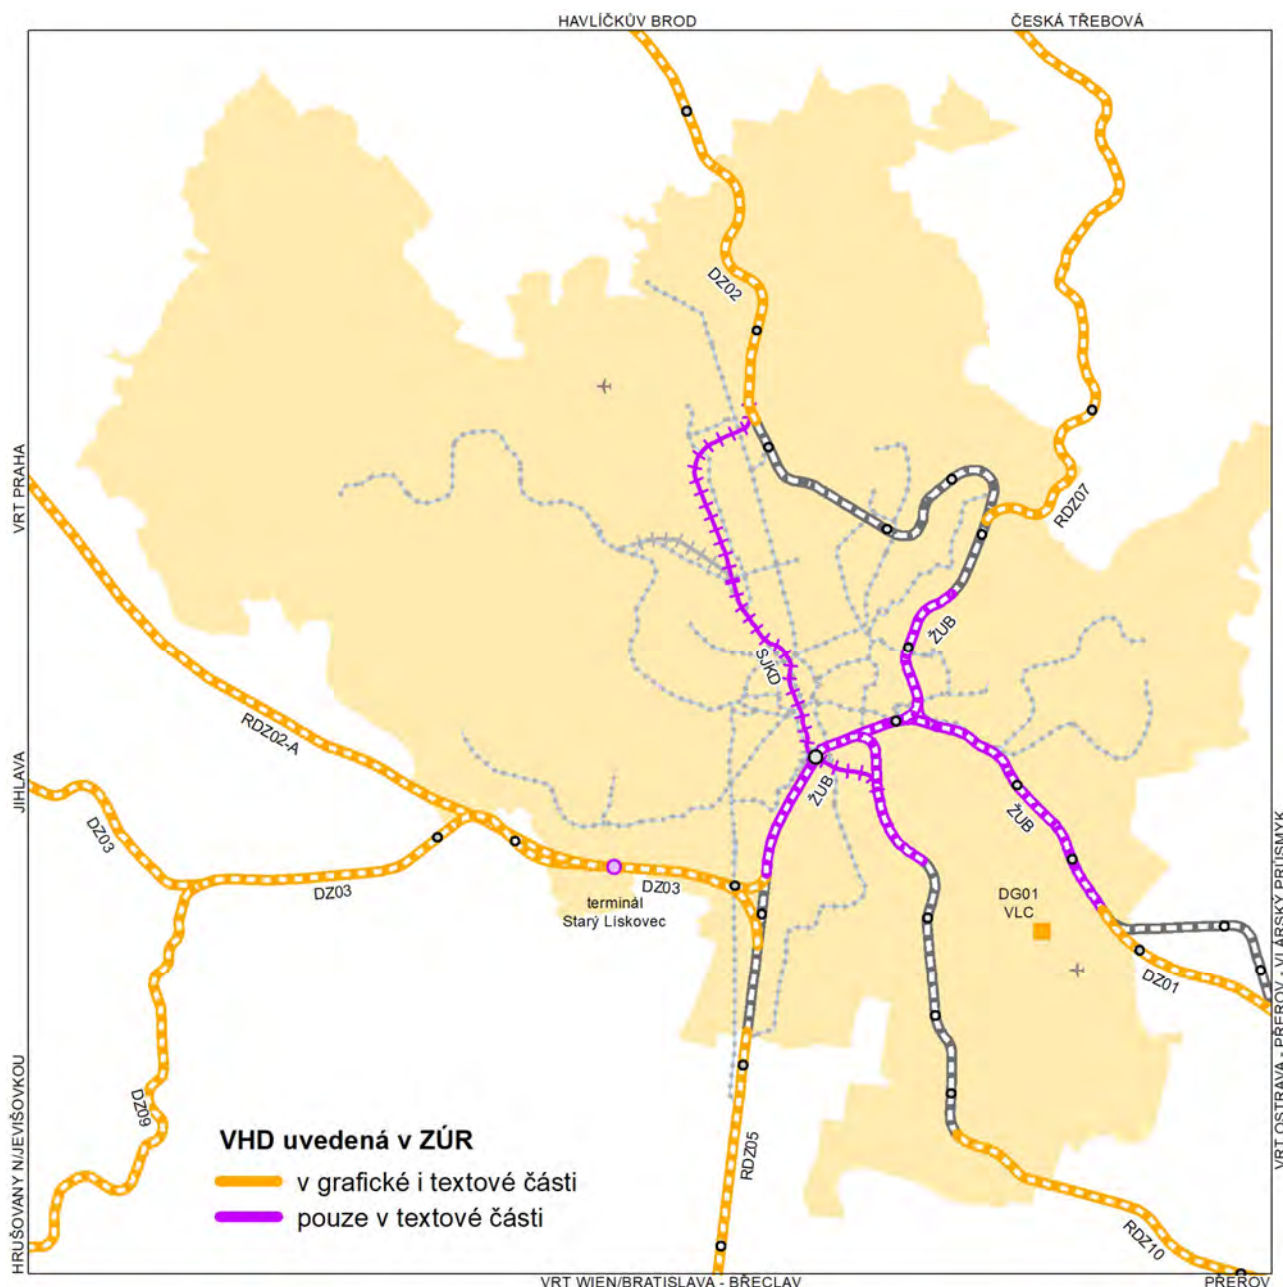 HAVLÍČKŮV BROD
ČESKÁ TŘEBOVÁ
DZ02
VRT PRAHA
RDZ07
ŽUB
SJKD
RDZ02-A
JIHLAVA
ŽUB
ŽUB
DZ03
DZ03
DZ03
terminál
Starý Lískovec
DG01
VLC
DZ01
VRT OSTRAVA - PŘEROV - VLÁRSKÝ PRŮSMYK
HRUŠOVANY N/JEVIŠOVKOU
DZ09
VHD uvedená v ZÚR
v grafické i textové části
pouze v textové části
RDZ05
RDZ10
VRT WIEN/BRATISLAVA - BŘECLAV
PŘEROV